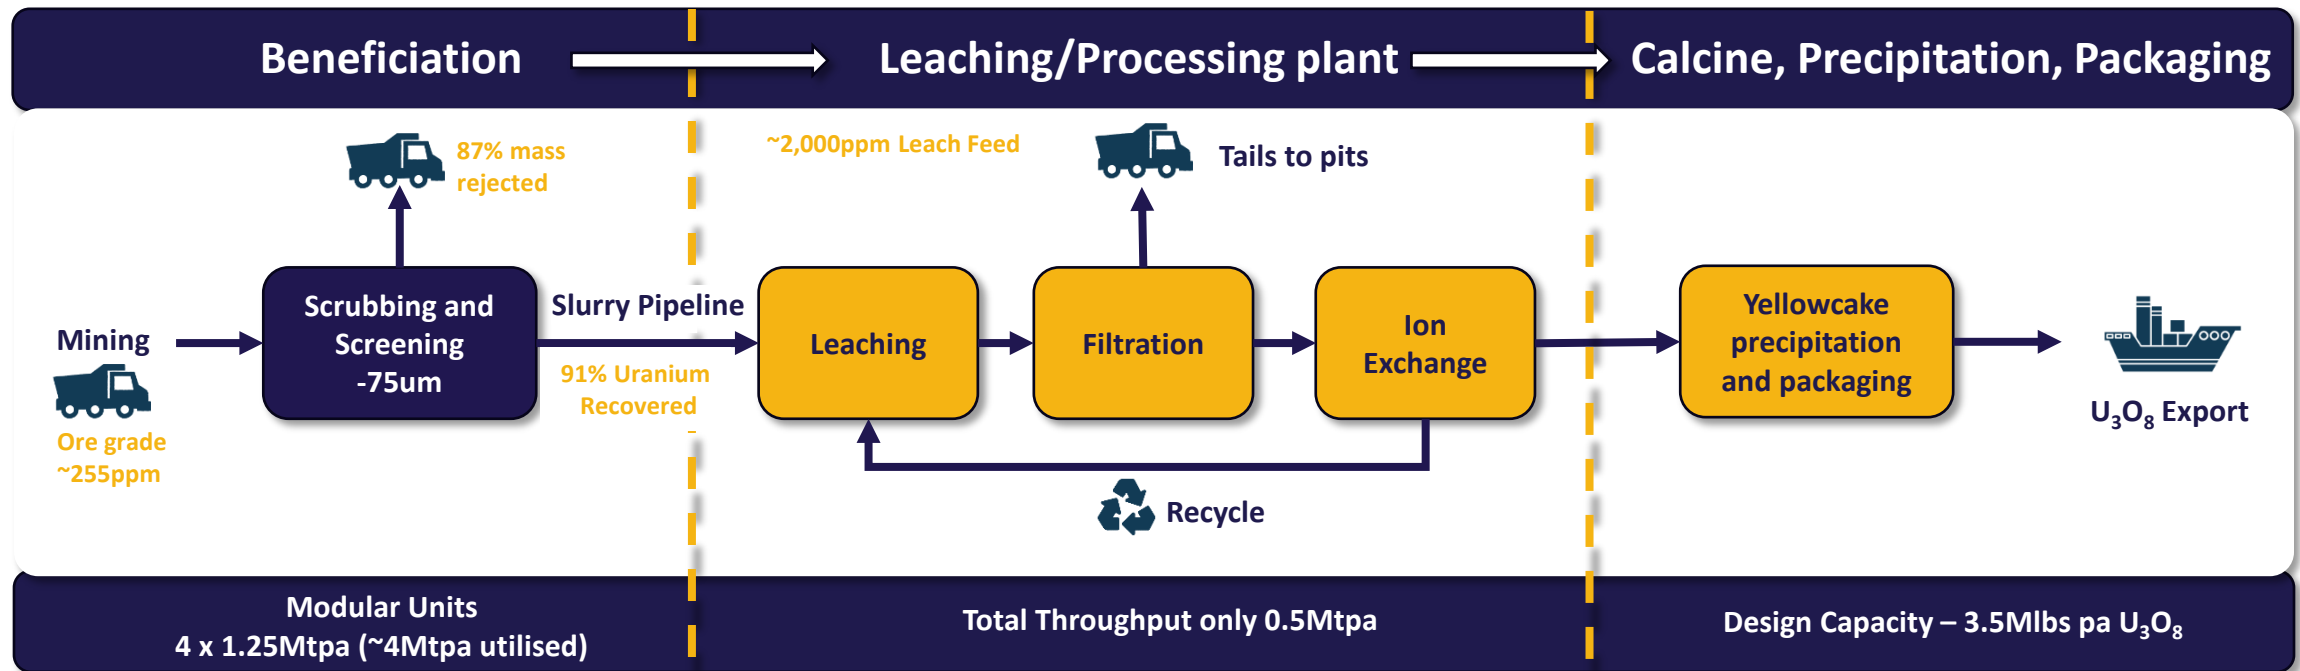 Beneficiation
Leaching/Processing plant
Calcine, Precipitation, Packaging
87% mass
rejected
~2,000ppm Leach Feed
Tails to pits
Mining
Ore grade
~255ppm
Scrubbing and
Screening
-75um
Slurry Pipeline
91% Uranium
Recovered
Leaching
Filtration
Ion
Exchange
Recycle
Yellowcake
precipitation
and packaging
U₃O₈ Export
Modular Units
4 x 1.25Mtpa (~4Mtpa utilised)
Total Throughput only 0.5Mtpa
Design Capacity – 3.5Mlbs pa U₃O₈